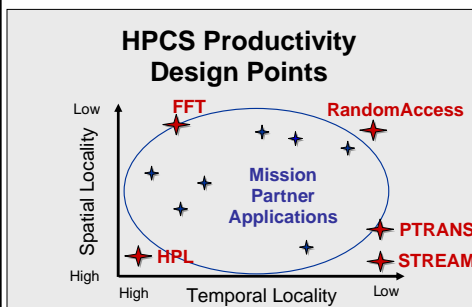 HPCS Productivity
Design Points
FFT
RandomAccess
Low
Spatial Locality
Mission
Partner
Applications
PTRANS
HPL
STREAM
High
High
Temporal Locality
Low